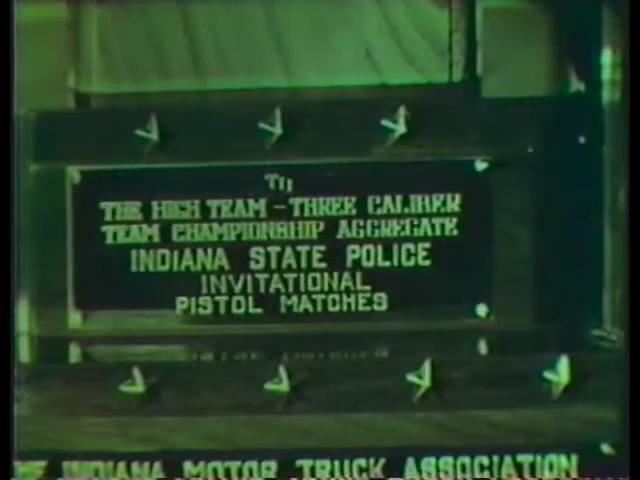 TO
THE HIGH TEAM - THREE CALIBER
TEAM CHAMPIONSHIP AGGREGATE
INDIANA STATE POLICE
INVITATIONAL
PISTOL MATCHES
INDIANA MOTOR TRUCK ASSOCIATION